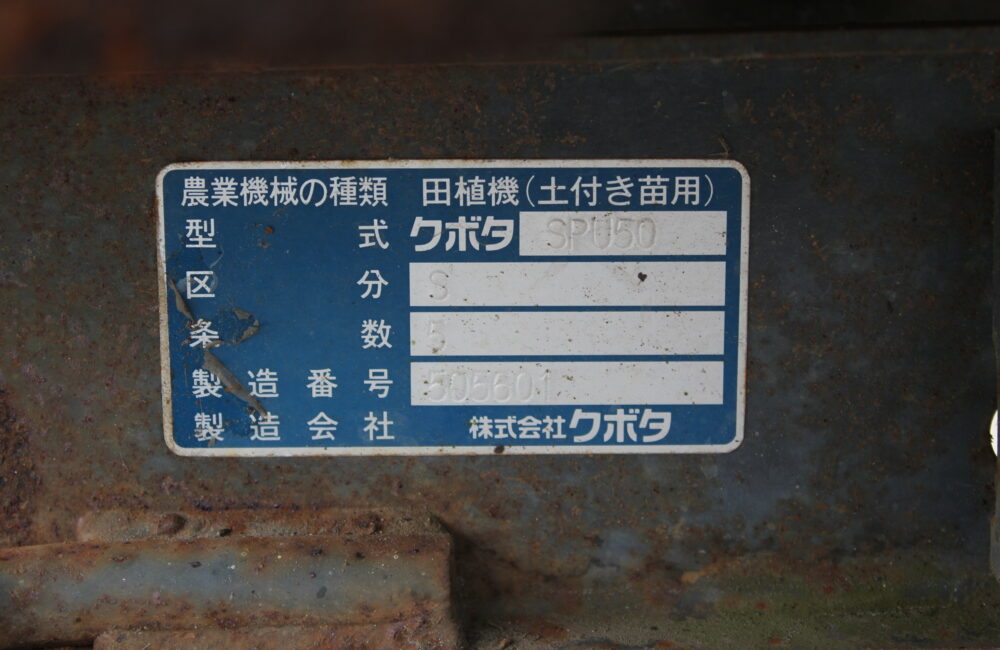 農業機械の種類 田植機(土付き苗用)
型式 クボタ SPU50
区分 S
条数 5
製造番号 505601
製造会社 株式会社クボタ